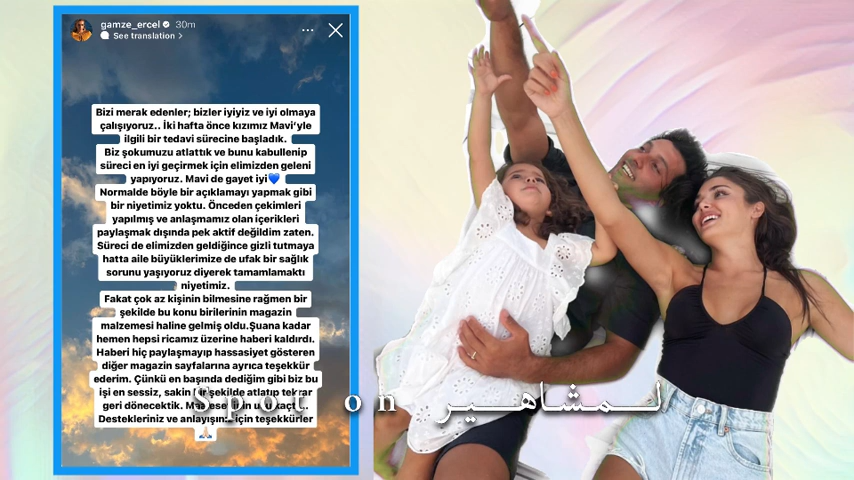 gamze_ercel 30m
See translation >
Bizi merak edenler; bizler iyiyiz ve iyi olmaya
çalışıyoruz.. İki hafta önce kızımız Mavi'yle
ilgili bir tedavi sürecine başladık.
Biz şokumuzu atlattık ve bunu kabullenip
süreci en iyi geçirmek için elimizden geleni
yapıyoruz. Mavi de gayet iyi💙
Normalde böyle bir açıklamayı yapmak gibi
bir niyetimiz yoktu. Önceden çekimleri
yapılmış ve anlaşmamız olan içerikleri
paylaşmak dışında pek aktif değildim zaten.
Süreci de elimizden geldiğince gizli tutmaya
hatta aile büyüklerimize de ufak bir sağlık
sorunu yaşıyoruz diyerek tamamlamaktı
niyetimiz.
Fakat çok az kişinin bilmesine rağmen bir
şekilde bu konu birilerinin magazin
malzemesi haline gelmiş oldu.Şuana kadar
hemen hepsi ricamız üzerine haberi kaldırdı.
Haberi hiç paylaşmayıp hassasiyet gösteren
diğer magazin sayfalarına ayrıca teşekkür
ederim. Çünkü en başında dediğim gibi biz bu
işi en sessiz, sakin şekilde atlatıp tekrar
geri dönecektik.
Destekleriniz ve anlayışınız için teşekkürler
Spot on لمشاهير